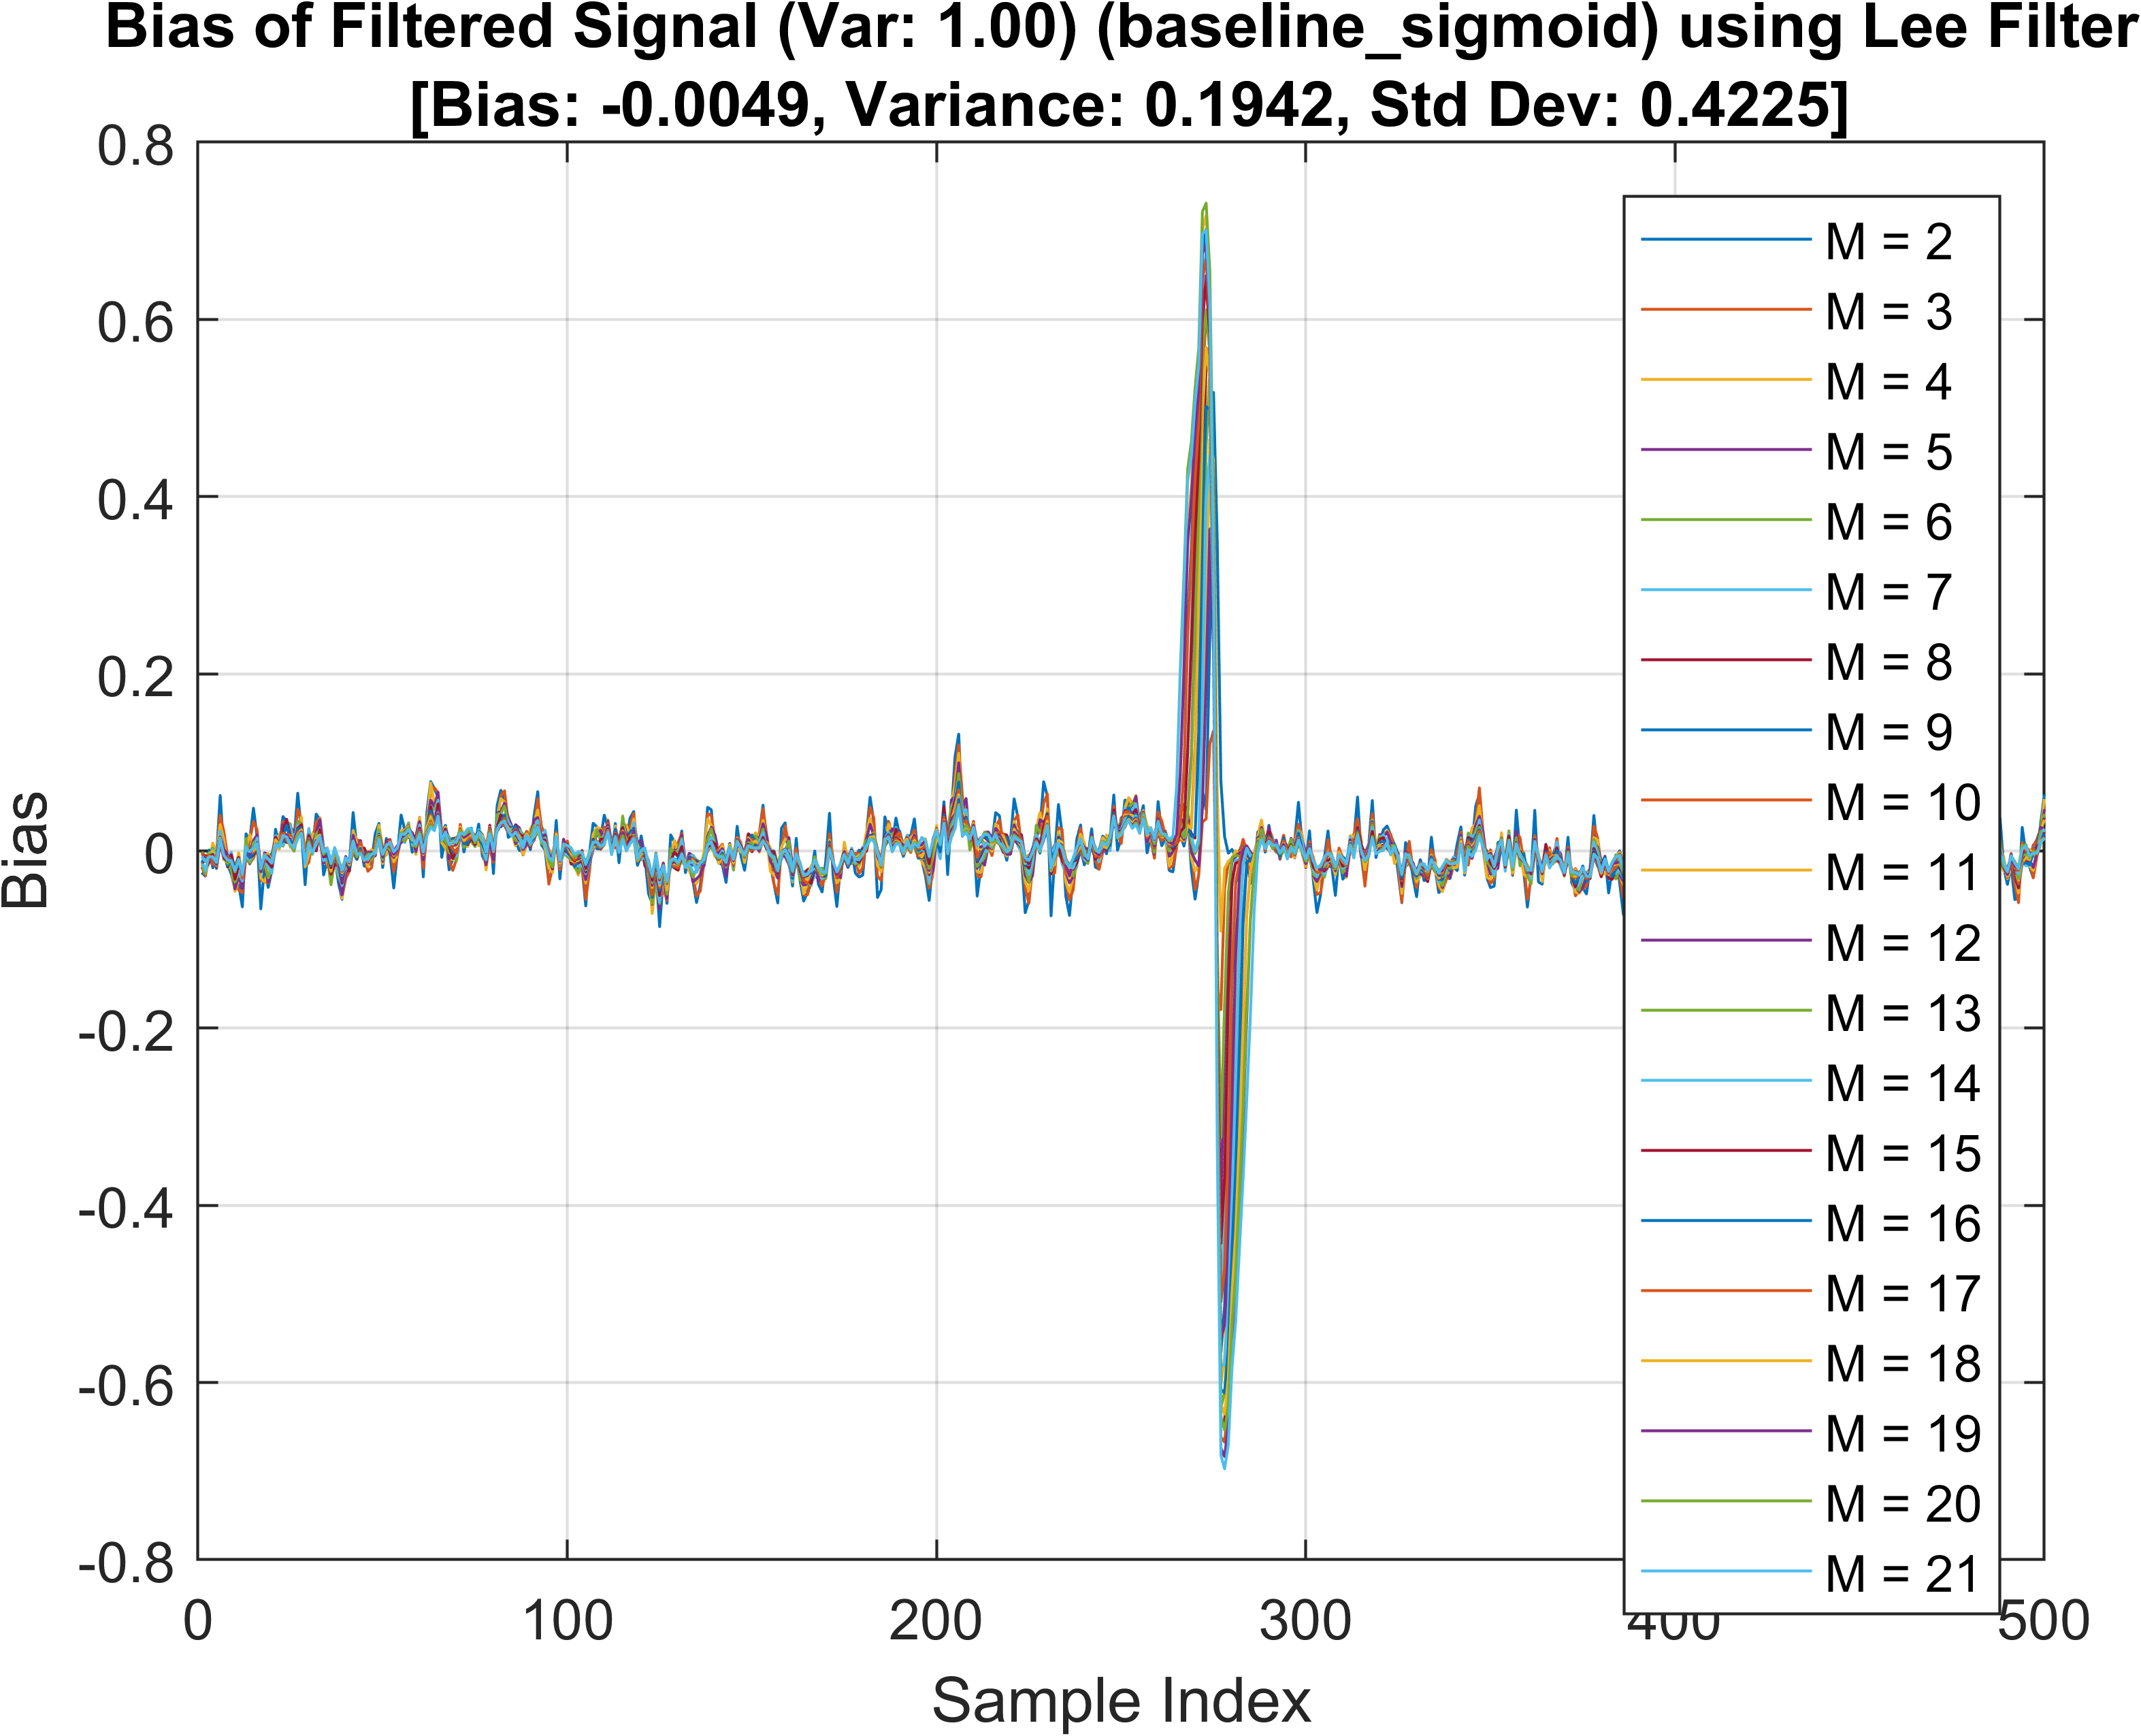 Bias of Filtered Signal (Var: 1.00) (baseline_sigmoid) using Lee Filter
[Bias: -0.0049, Variance: 0.1942, Std Dev: 0.4225]
0.8
0.6
0.4
0.2
0
-0.2
-0.4
-0.6
-0.8
Bias
0
100
200
300
400
500
Sample Index
M = 2
M = 3
M = 4
M = 5
M = 6
M = 7
M = 8
M = 9
M = 10
M = 11
M = 12
M = 13
M = 14
M = 15
M = 16
M = 17
M = 18
M = 19
M = 20
M = 21